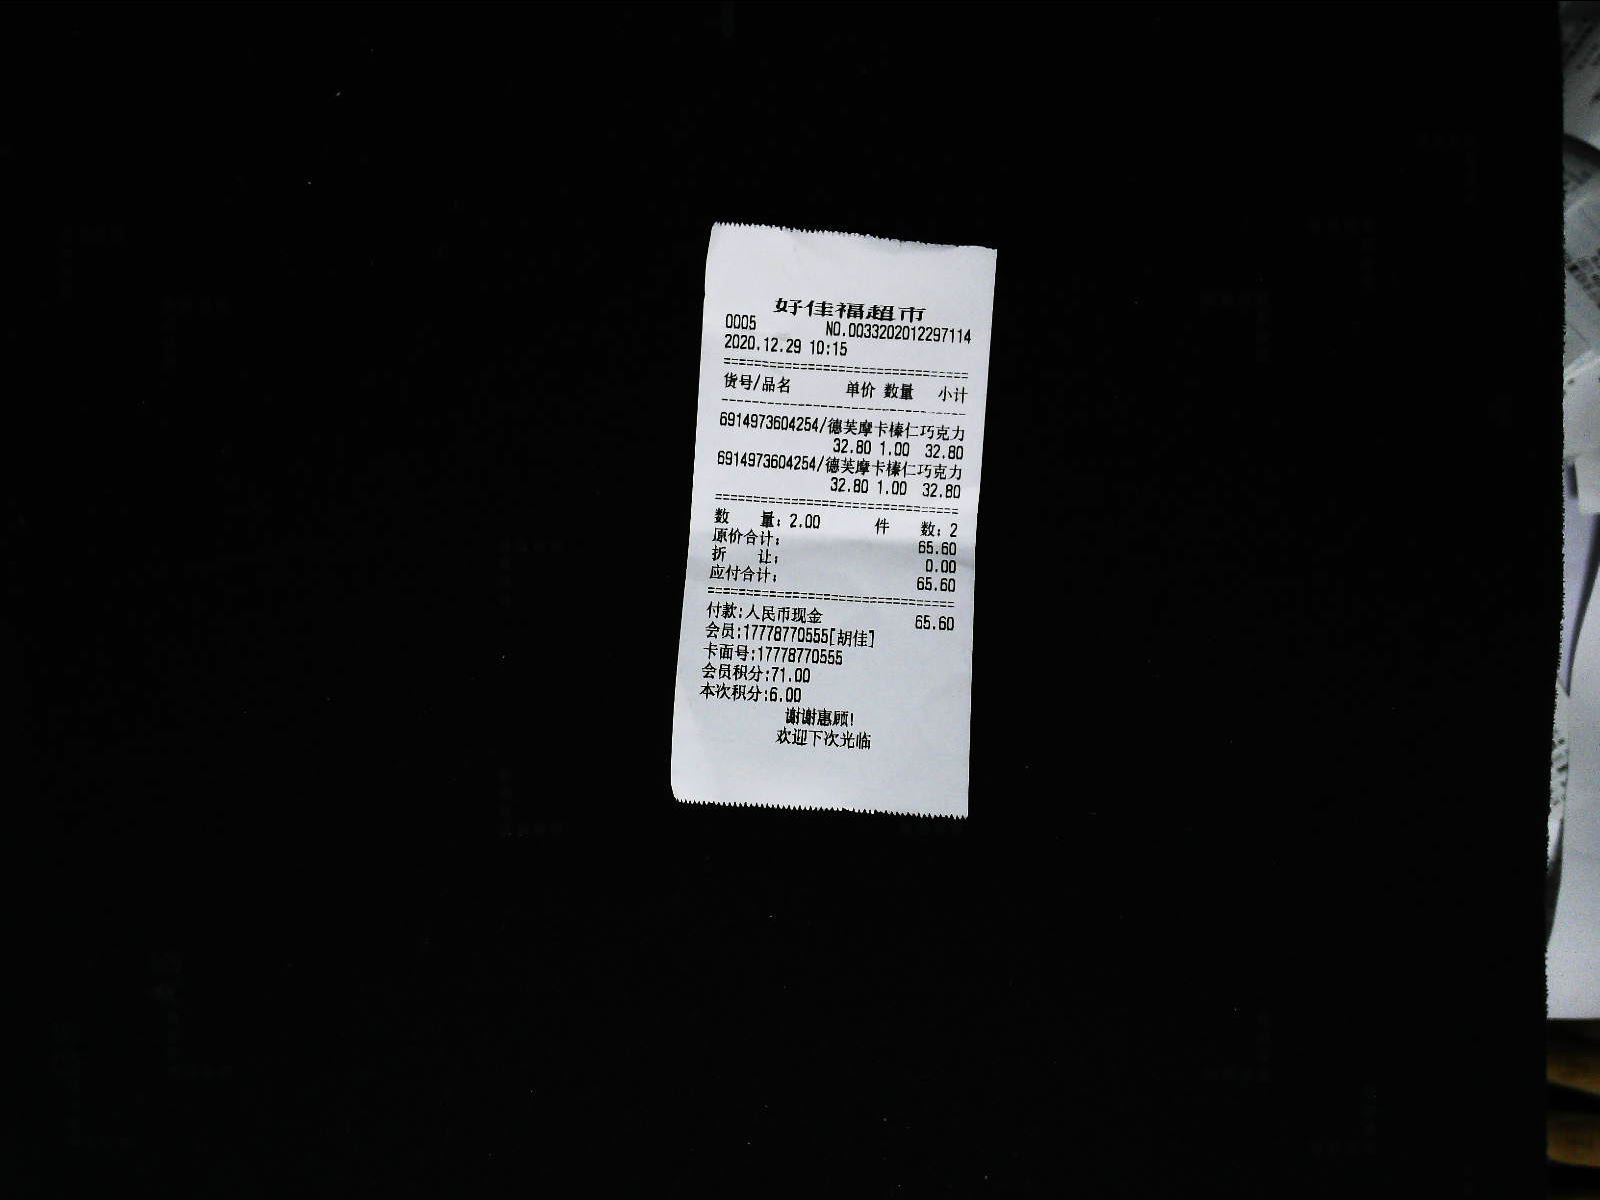 好佳福超市
0005 NO.0033202012297114
2020.12.29 10:15
================================
货号/品名 单价 数量 小计
--------------------------------
6914973604254/德芙摩卡榛仁巧克力
32.80 1.00 32.80
6914973604254/德芙摩卡榛仁巧克力
32.80 1.00 32.80
================================
数 量: 2.00 件 数: 2
原价合计: 65.60
折 让: 0.00
应付合计: 65.60
================================
付款:人民币现金 65.60
会员:17778770555[胡佳]
卡面号:17778770555
会员积分:71.00
本次积分:6.00
谢谢惠顾!
欢迎下次光临